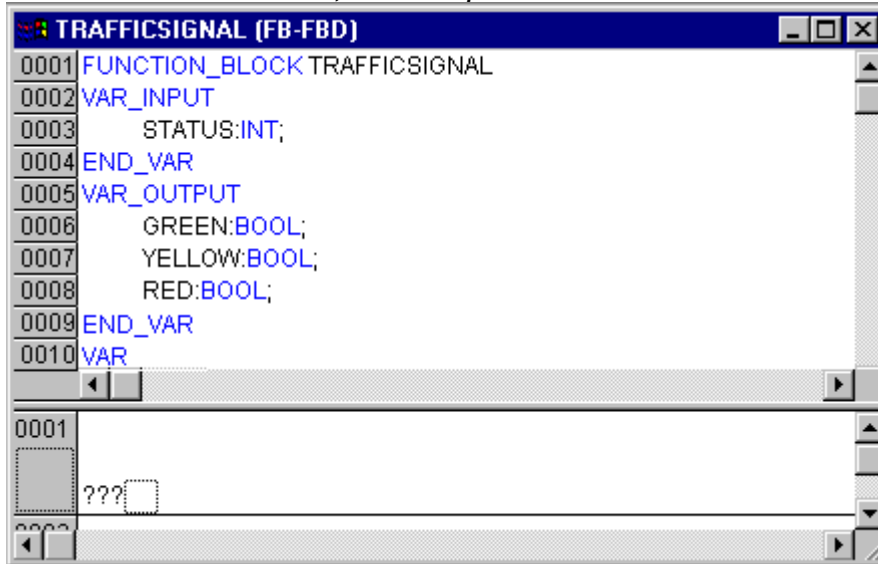 TRAFFICSIGNAL (FB-FBD)
0001 FUNCTION_BLOCK TRAFFICSIGNAL
0002 VAR_INPUT
0003 STATUS:INT;
0004 END_VAR
0005 VAR_OUTPUT
0006 GREEN:BOOL;
0007 YELLOW:BOOL;
0008 RED:BOOL;
0009 END_VAR
0010 VAR
0001
???